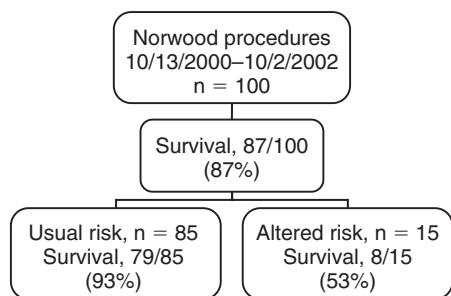 Norwood procedures
10/13/2000–10/2/2002
n = 100
Survival, 87/100
(87%)
Usual risk, n = 85
Survival, 79/85
(93%)
Altered risk, n = 15
Survival, 8/15
(53%)